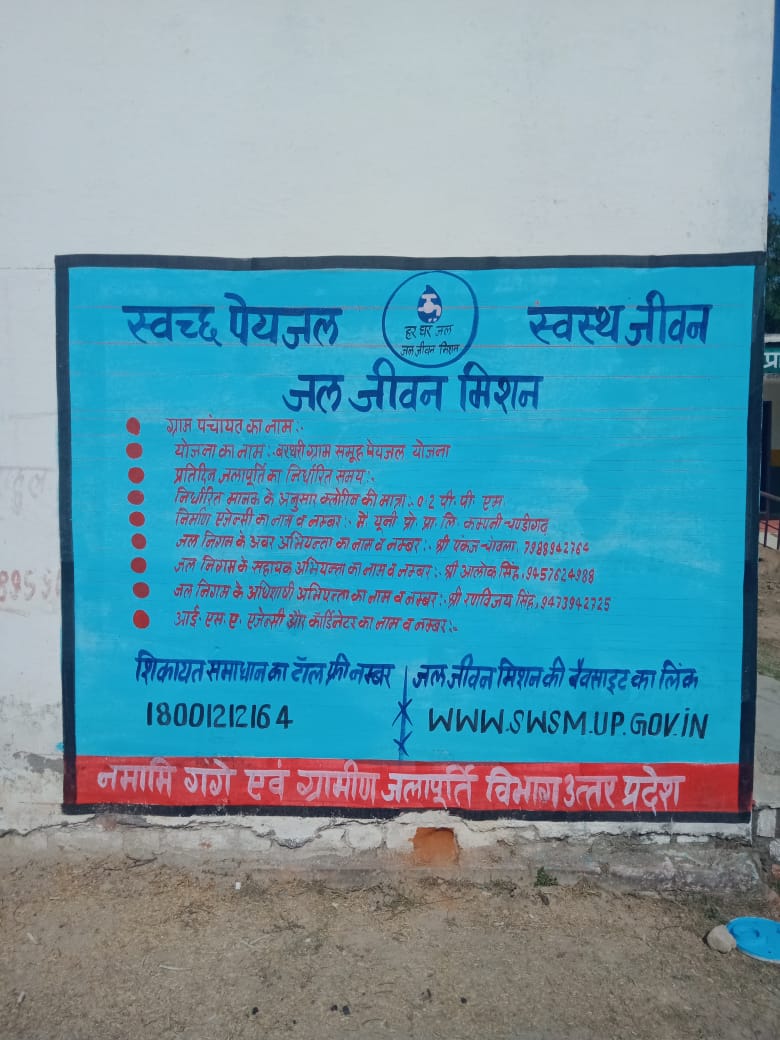 स्वच्छ पेयजल
हर घर जल
जल जीवन मिशन
स्वस्थ जीवन
जल जीवन मिशन
ग्राम पंचायत का नाम:-
योजना का नाम:- बरघरी ग्राम समूह पेयजल योजना
प्रतिदिन जलापूर्ति का निर्धारित समय:-
निर्धारित मानक के अनुसार क्लोरीन की मात्रा:- 0.2 पी. पी. एम
निर्माण एजेन्सी का नाम व नम्बर:- मै. यूनी. प्रो. प्रा. लि. कम्पनी चण्डीगढ
जल निगम के अवर अभियन्ता का नाम व नम्बर:- श्री पंकज चावला, 7988942764
जल निगम के सहायक अभियन्ता का नाम व नम्बर:- श्री आलोक सिंह, 9457624988
जल निगम के अधिशाषी अभियन्ता का नाम व नम्बर:- श्री रणविजय सिंह, 9473942725
आई. एस. ए. एजेन्सी और कॉर्डिनेटर का नाम व नम्बर:-
शिकायत समाधान का टॉल फ्री नम्बर
18001212164
जल जीवन मिशन की वैवसाइट का लिंक
WWW.SWSM.UP.GOV.iN
नमामि गंगे एवं ग्रामीण जलापूर्ति विभाग उत्तर प्रदेश
प्रा